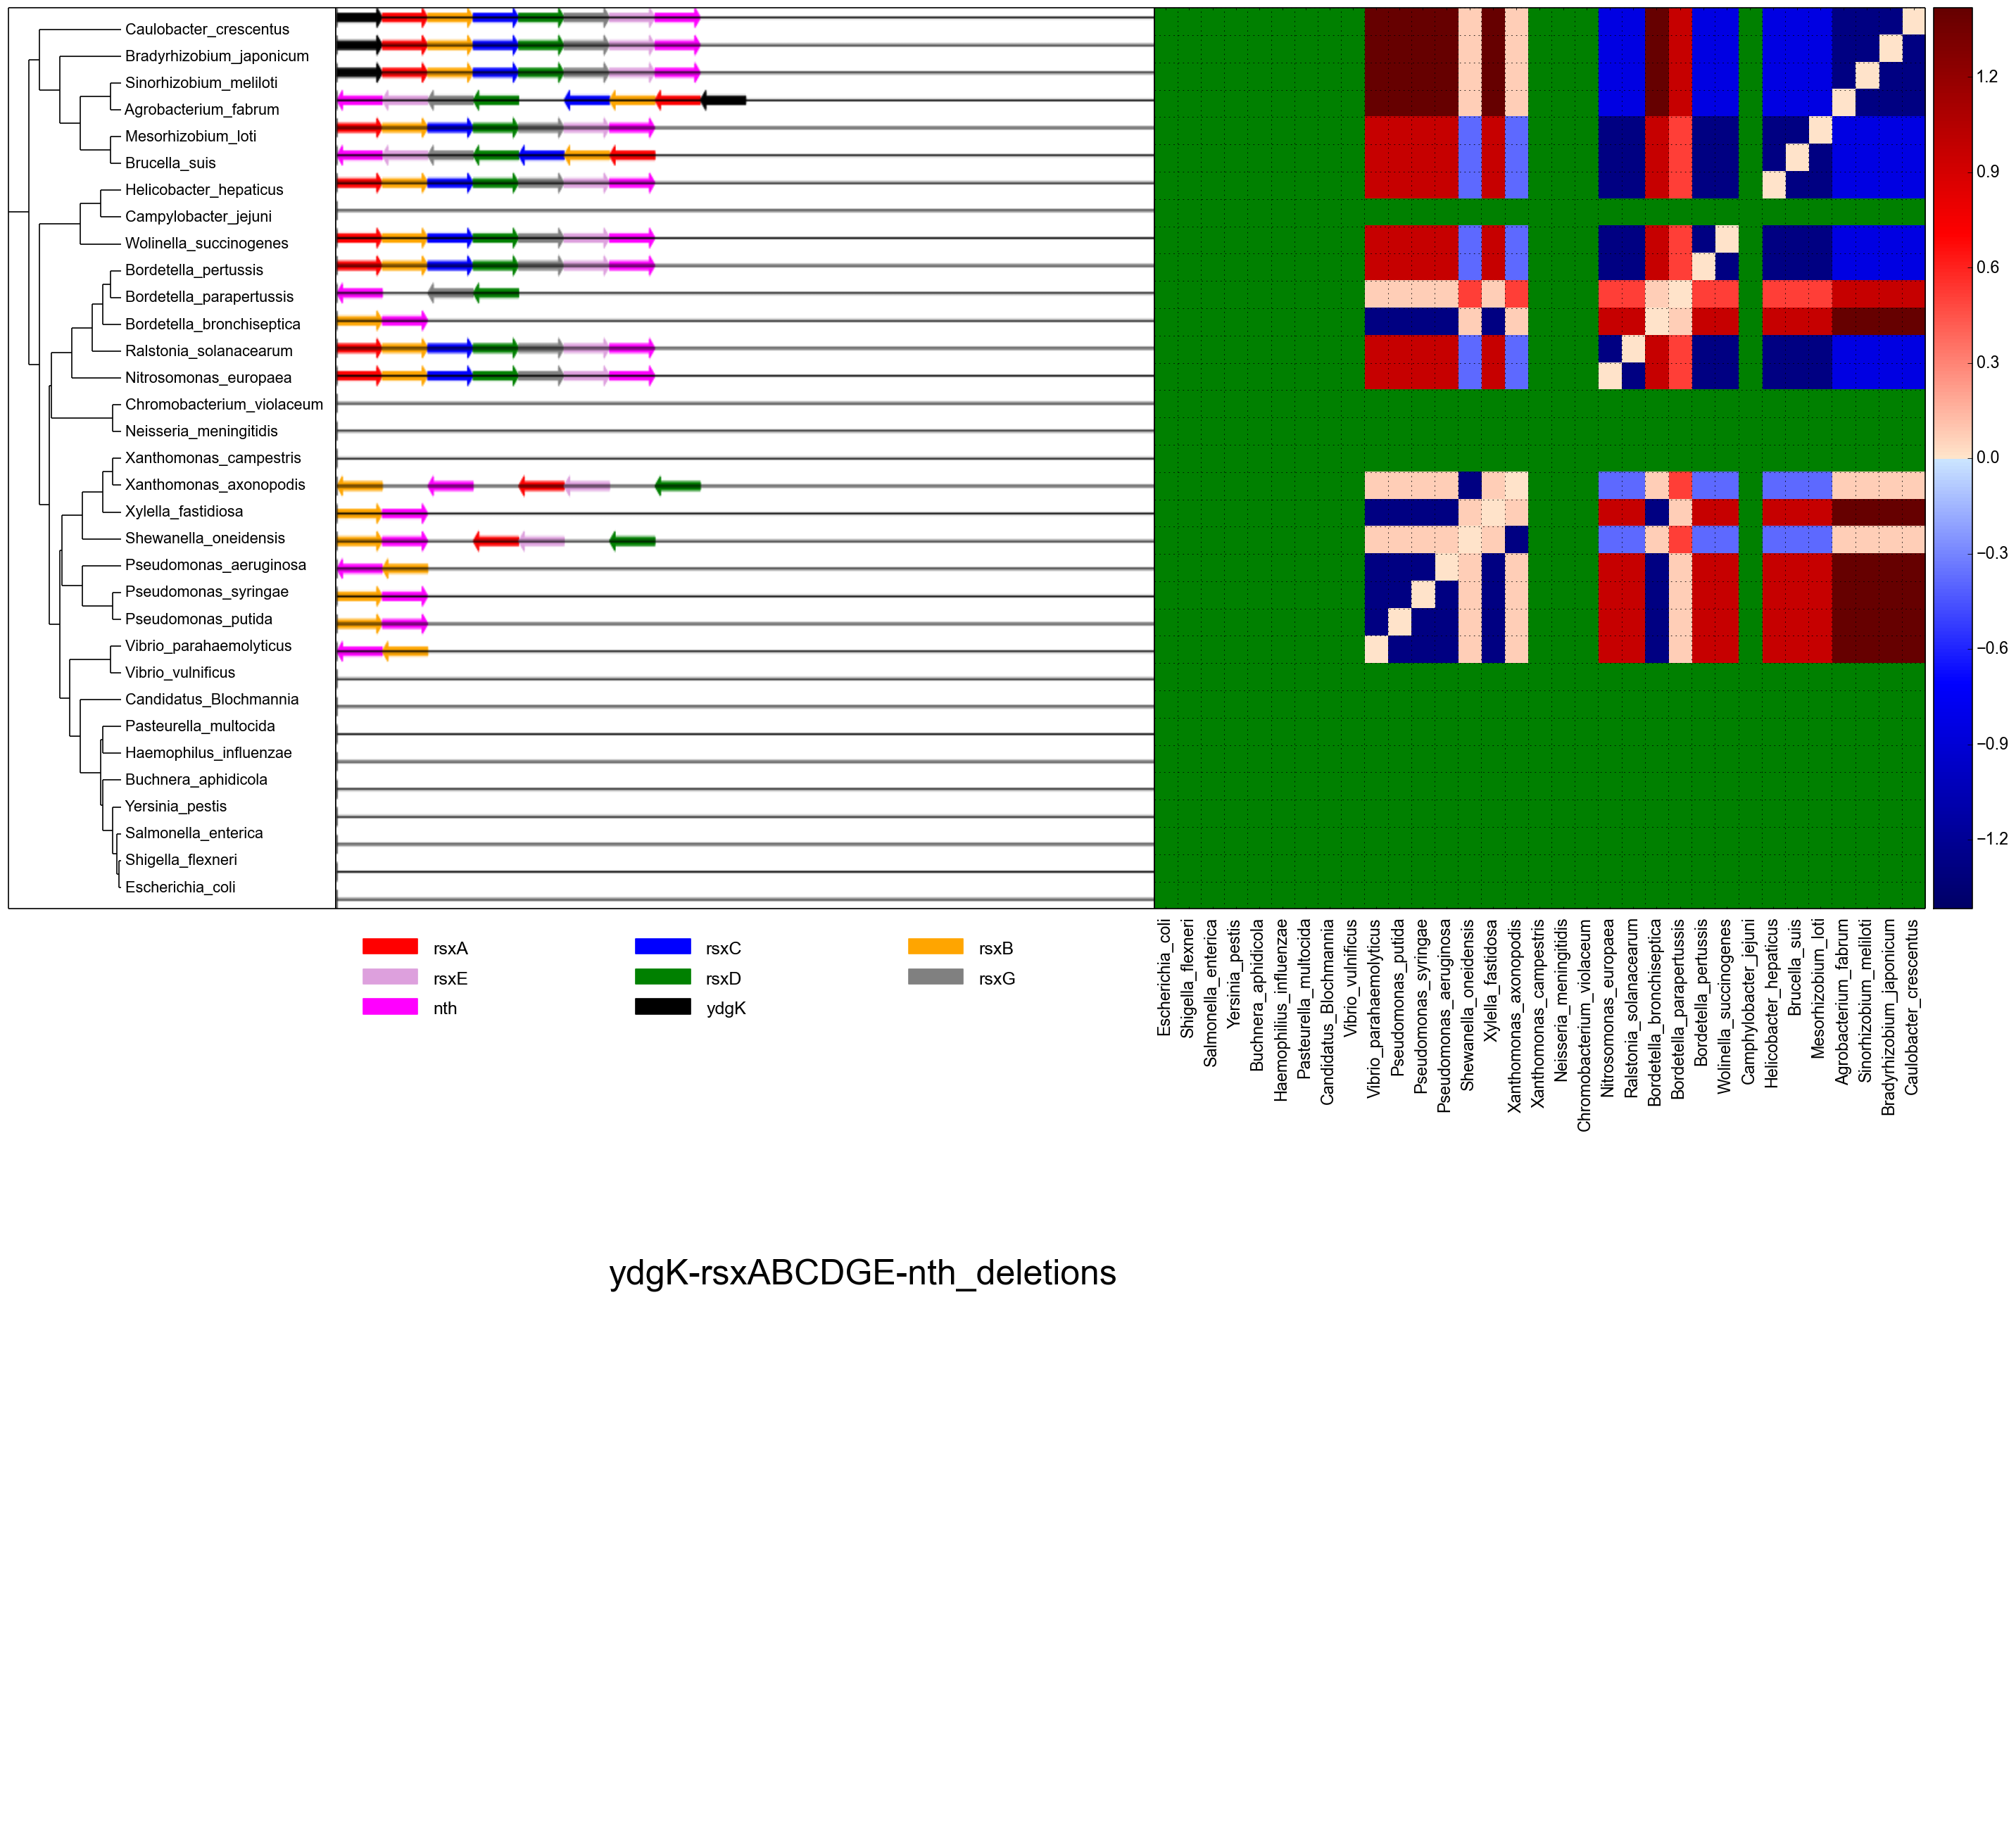 Caulobacter_crescentus
Bradyrhizobium_japonicum
Sinorhizobium_meliloti
Agrobacterium_fabrum
Mesorhizobium_loti
Brucella_suis
Helicobacter_hepaticus
Campylobacter_jejuni
Wolinella_succinogenes
Bordetella_pertussis
Bordetella_parapertussis
Bordetella_bronchiseptica
Ralstonia_solanacearum
Nitrosomonas_europaea
Chromobacterium_violaceum
Neisseria_meningitidis
Xanthomonas_campestris
Xanthomonas_axonopodis
Xylella_fastidiosa
Shewanella_oneidensis
Pseudomonas_aeruginosa
Pseudomonas_syringae
Pseudomonas_putida
Vibrio_parahaemolyticus
Vibrio_vulnificus
Candidatus_Blochmannia
Pasteurella_multocida
Haemophilus_influenzae
Buchnera_aphidicola
Yersinia_pestis
Salmonella_enterica
Shigella_flexneri
Escherichia_coli
1.2
0.9
0.6
0.3
0.0
−0.3
−0.6
−0.9
−1.2
rsxA rsxC rsxB
rsxE rsxD rsxG
nth ydgK
Escherichia_coli
Shigella_flexneri
Salmonella_enterica
Yersinia_pestis
Buchnera_aphidicola
Haemophilus_influenzae
Pasteurella_multocida
Candidatus_Blochmannia
Vibrio_vulnificus
Vibrio_parahaemolyticus
Pseudomonas_putida
Pseudomonas_syringae
Pseudomonas_aeruginosa
Shewanella_oneidensis
Xylella_fastidiosa
Xanthomonas_axonopodis
Xanthomonas_campestris
Neisseria_meningitidis
Chromobacterium_violaceum
Nitrosomonas_europaea
Ralstonia_solanacearum
Bordetella_bronchiseptica
Bordetella_parapertussis
Bordetella_pertussis
Wolinella_succinogenes
Camphylobacter_jejuni
Helicobacter_hepaticus
Brucella_suis
Mesorhizobium_loti
Agrobacterium_fabrum
Sinorhizobium_meliloti
Bradyrhizobium_japonicum
Caulobacter_crescentus
ydgK-rsxABCDGE-nth_deletions